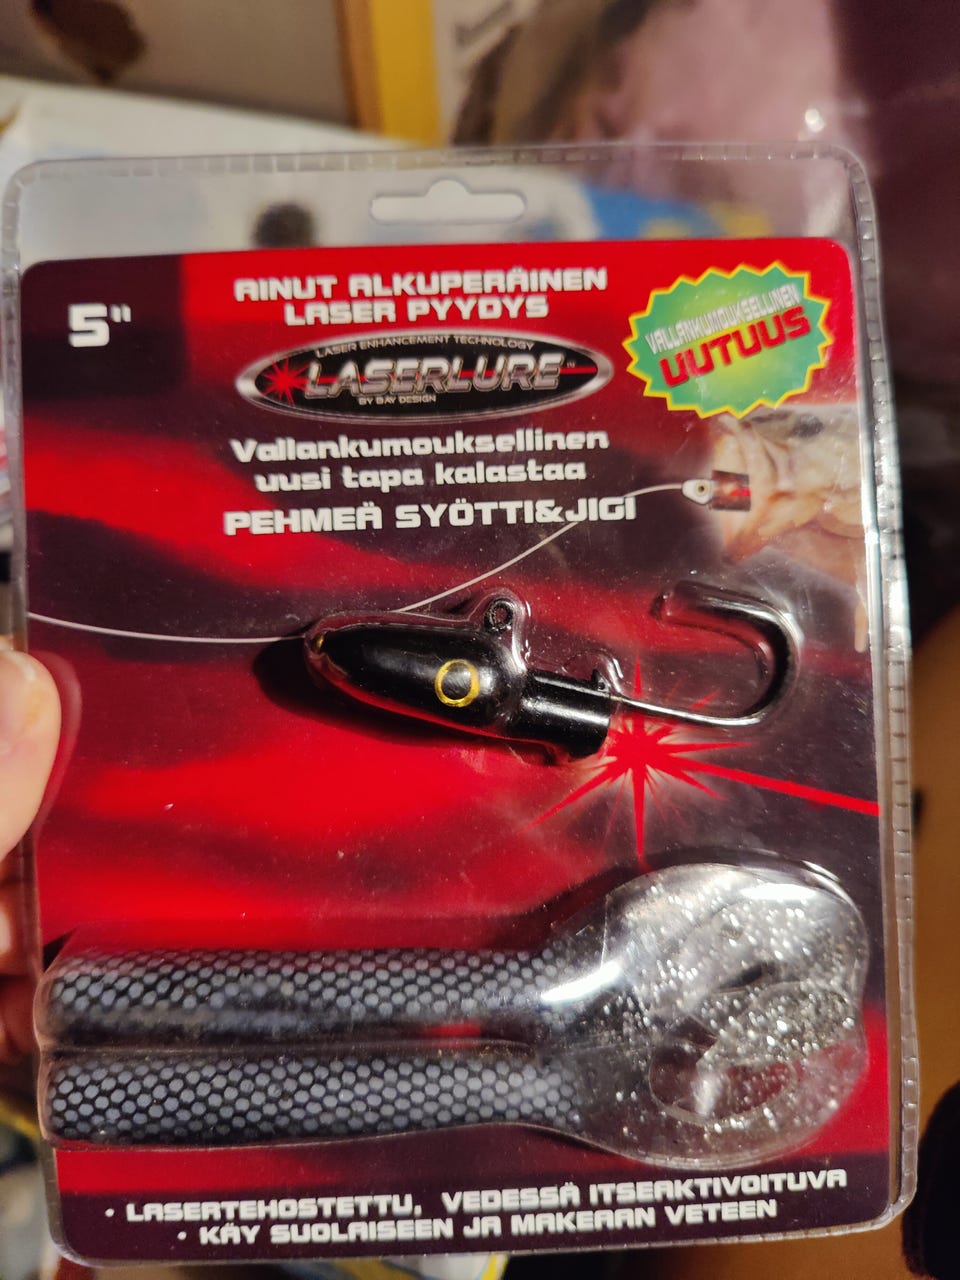 5"
AINUT ALKUPERÄINEN
LASER PYYDYS
VALLANKUMOUKSELLINEN
UUTUUS
LASER ENHANCEMENT TECHNOLOGY
LASERLURE™
BY BAY DESIGN
Vallankumouksellinen
uusi tapa kalastaa
PEHMEÄ SYÖTTI&JIGI
• LASERTEHOSTETTU, VEDESSÄ ITSEAKTIVOITUVA
• KÄY SUOLAISEEN JA MAKEAAN VETEEN